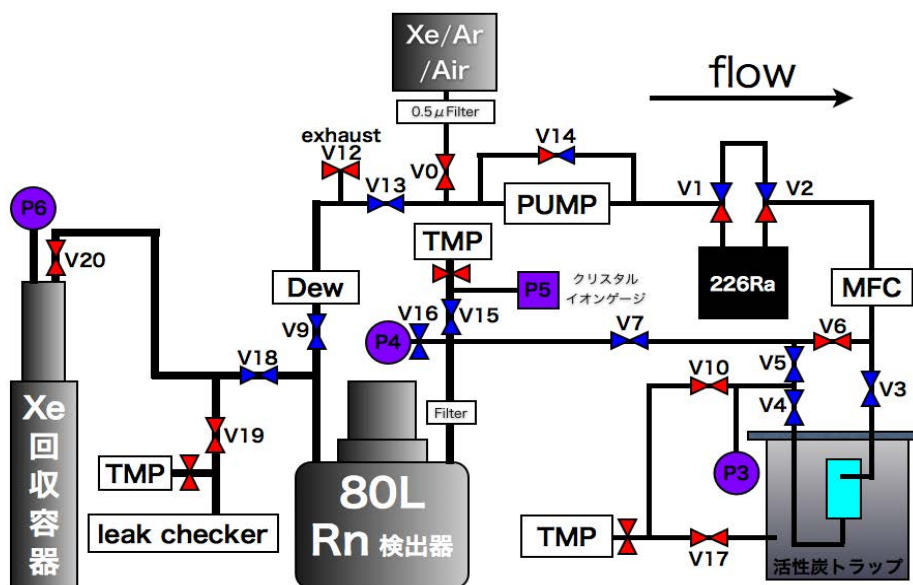 Xe/Ar
/Air
flow
0.5μFilter
exhaust
V12
V14
V0
V13
V1
V2
PUMP
P6
TMP
V20
クリスタル
イオンゲージ
P5
226Ra
Dew
MFC
V16
V15
V9
P4
V7
V6
V18
V5
V10
V3
V4
Xe
回
収
容
器
Filter
V19
P3
TMP
80L
Rn 検出器
leak checker
TMP
V17
活性炭トラップ